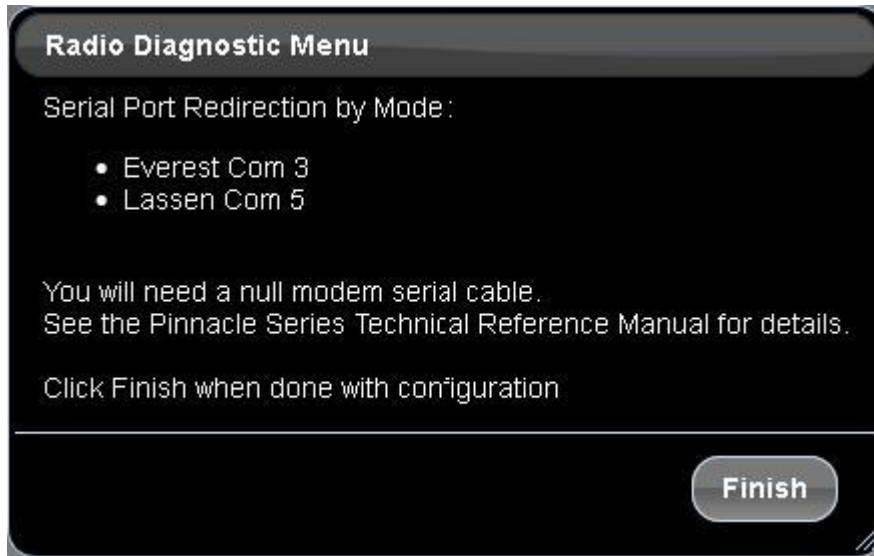 Radio Diagnostic Menu
Serial Port Redirection by Mode:
• Everest Com 3
• Lassen Com 5
You will need a null modem serial cable.
See the Pinnacle Series Technical Reference Manual for details.
Click Finish when done with configuration
Finish